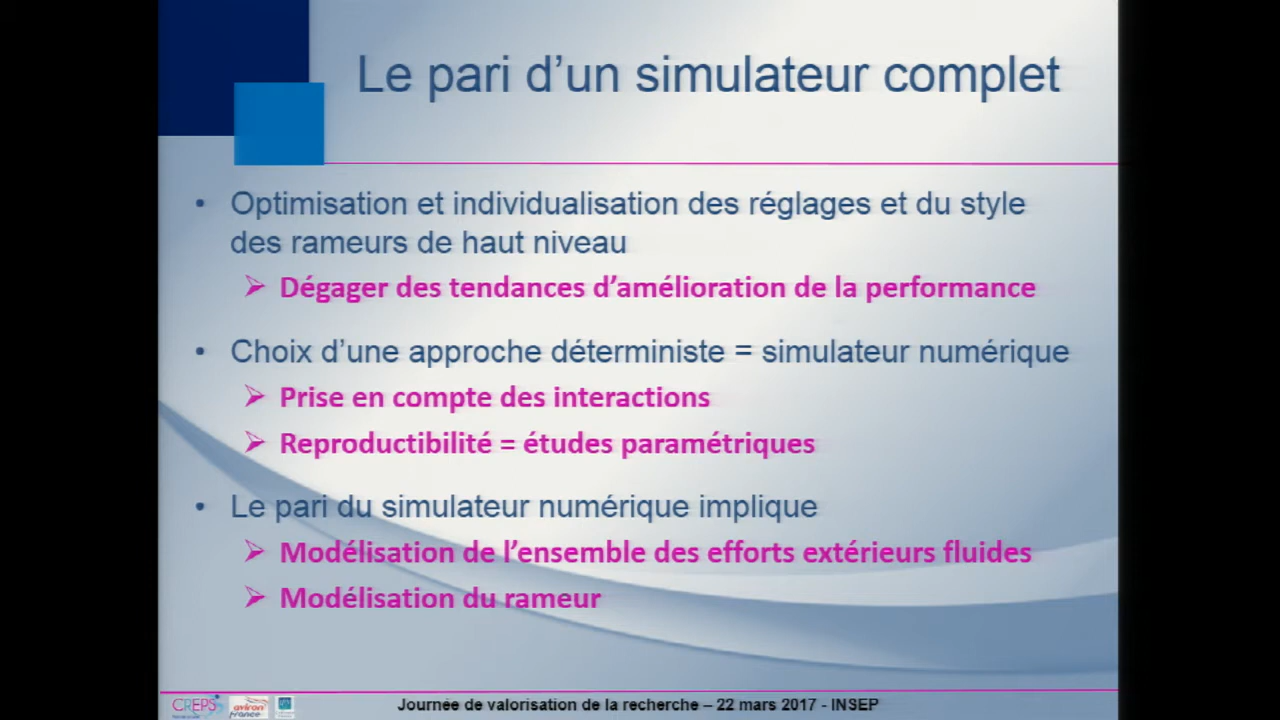 Le pari d'un simulateur complet
• Optimisation et individualisation des réglages et du style
des rameurs de haut niveau
➢ Dégager des tendances d'amélioration de la performance
• Choix d'une approche déterministe = simulateur numérique
➢ Prise en compte des interactions
➢ Reproductibilité = études paramétriques
• Le pari du simulateur numérique implique
➢ Modélisation de l'ensemble des efforts extérieurs fluides
➢ Modélisation du rameur
CREPS
aviron
france
Journée de valorisation de la recherche – 22 mars 2017 - INSEP